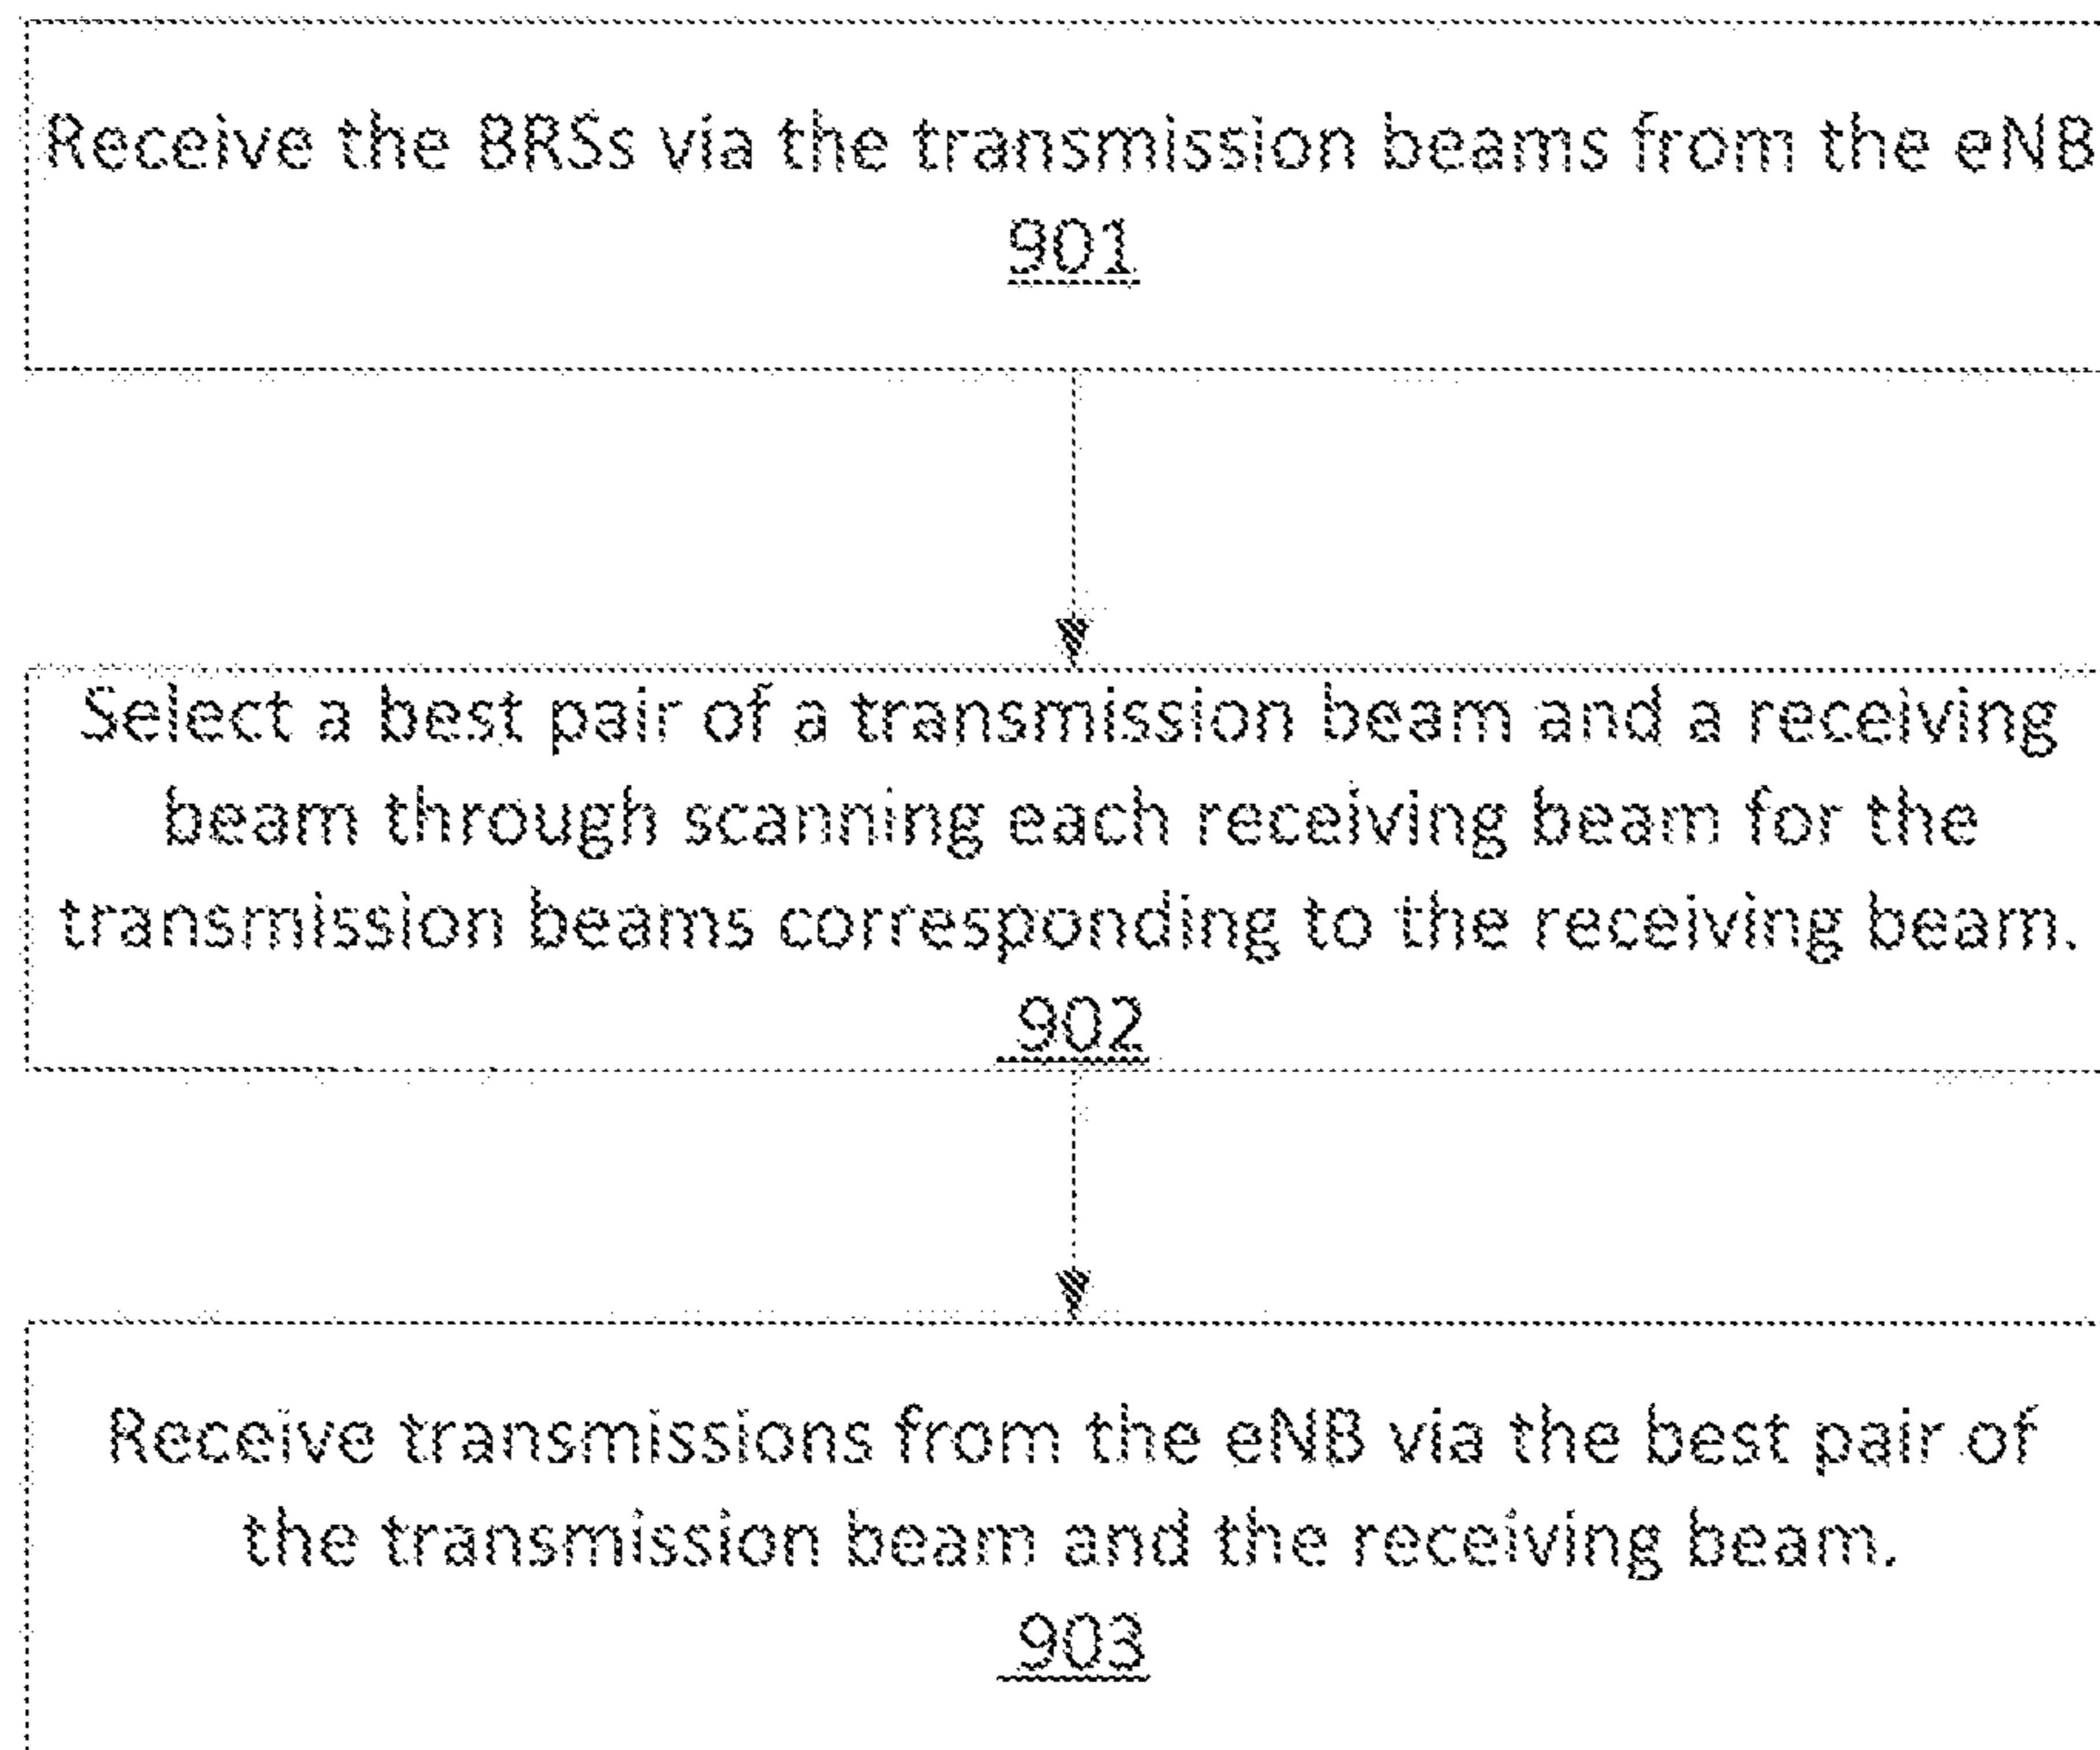 Receive the BRSs via the transmission beams from the eNB
901
Select a best pair of a transmission beam and a receiving
beam through scanning each receiving beam for the
transmission beams corresponding to the receiving beam.
902
Receive transmissions from the eNB via the best pair of
the transmission beam and the receiving beam.
903